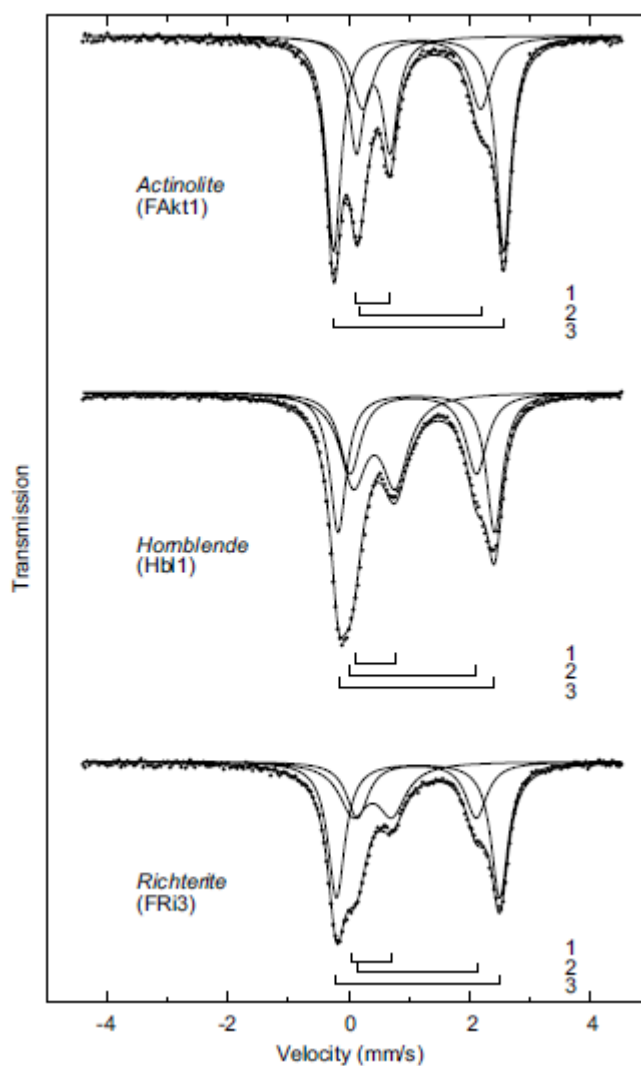 Actinolite
(FAkt1)
1
2
3
Hornblende
(Hbl1)
1
2
3
Richterite
(FRi3)
1
2
3
Transmission
-4
-2
0
2
4
Velocity (mm/s)